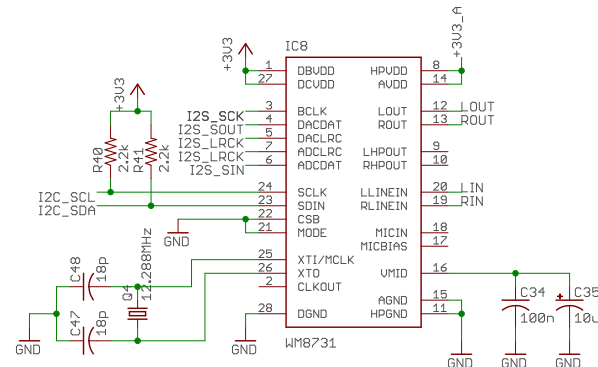 +3V3
IC8
+3V3_A
1 DBVDD HPVDD 8
27 DCVDD AVDD 14
+3V3
I2S_SCK 3 BCLK LOUT 12 LOUT
I2S_SOUT 4 DACDAT ROUT 13 ROUT
I2S_LRCK 5 DACLRC
I2S_LRCK 7 ADCLRC LHPOUT 9
I2S_SIN 6 ADCDAT RHPOUT 10
R40 2.2k R41 2.2k
I2C_SCL 24 SCLK LLINEIN 20 LIN
I2C_SDA 23 SDIN RLINEIN 19 RIN
22 CSB
21 MODE MICIN 18
GND
MICBIAS 17
25 XTI/MCLK
26 XTO VMID 16
2 CLKOUT
C48 18p Q4 12.288MHz
AGND 15
28 DGND HPGND 11
C34 100n
C35 10u
C47 18p
GND GND WM8731 GND GND GND